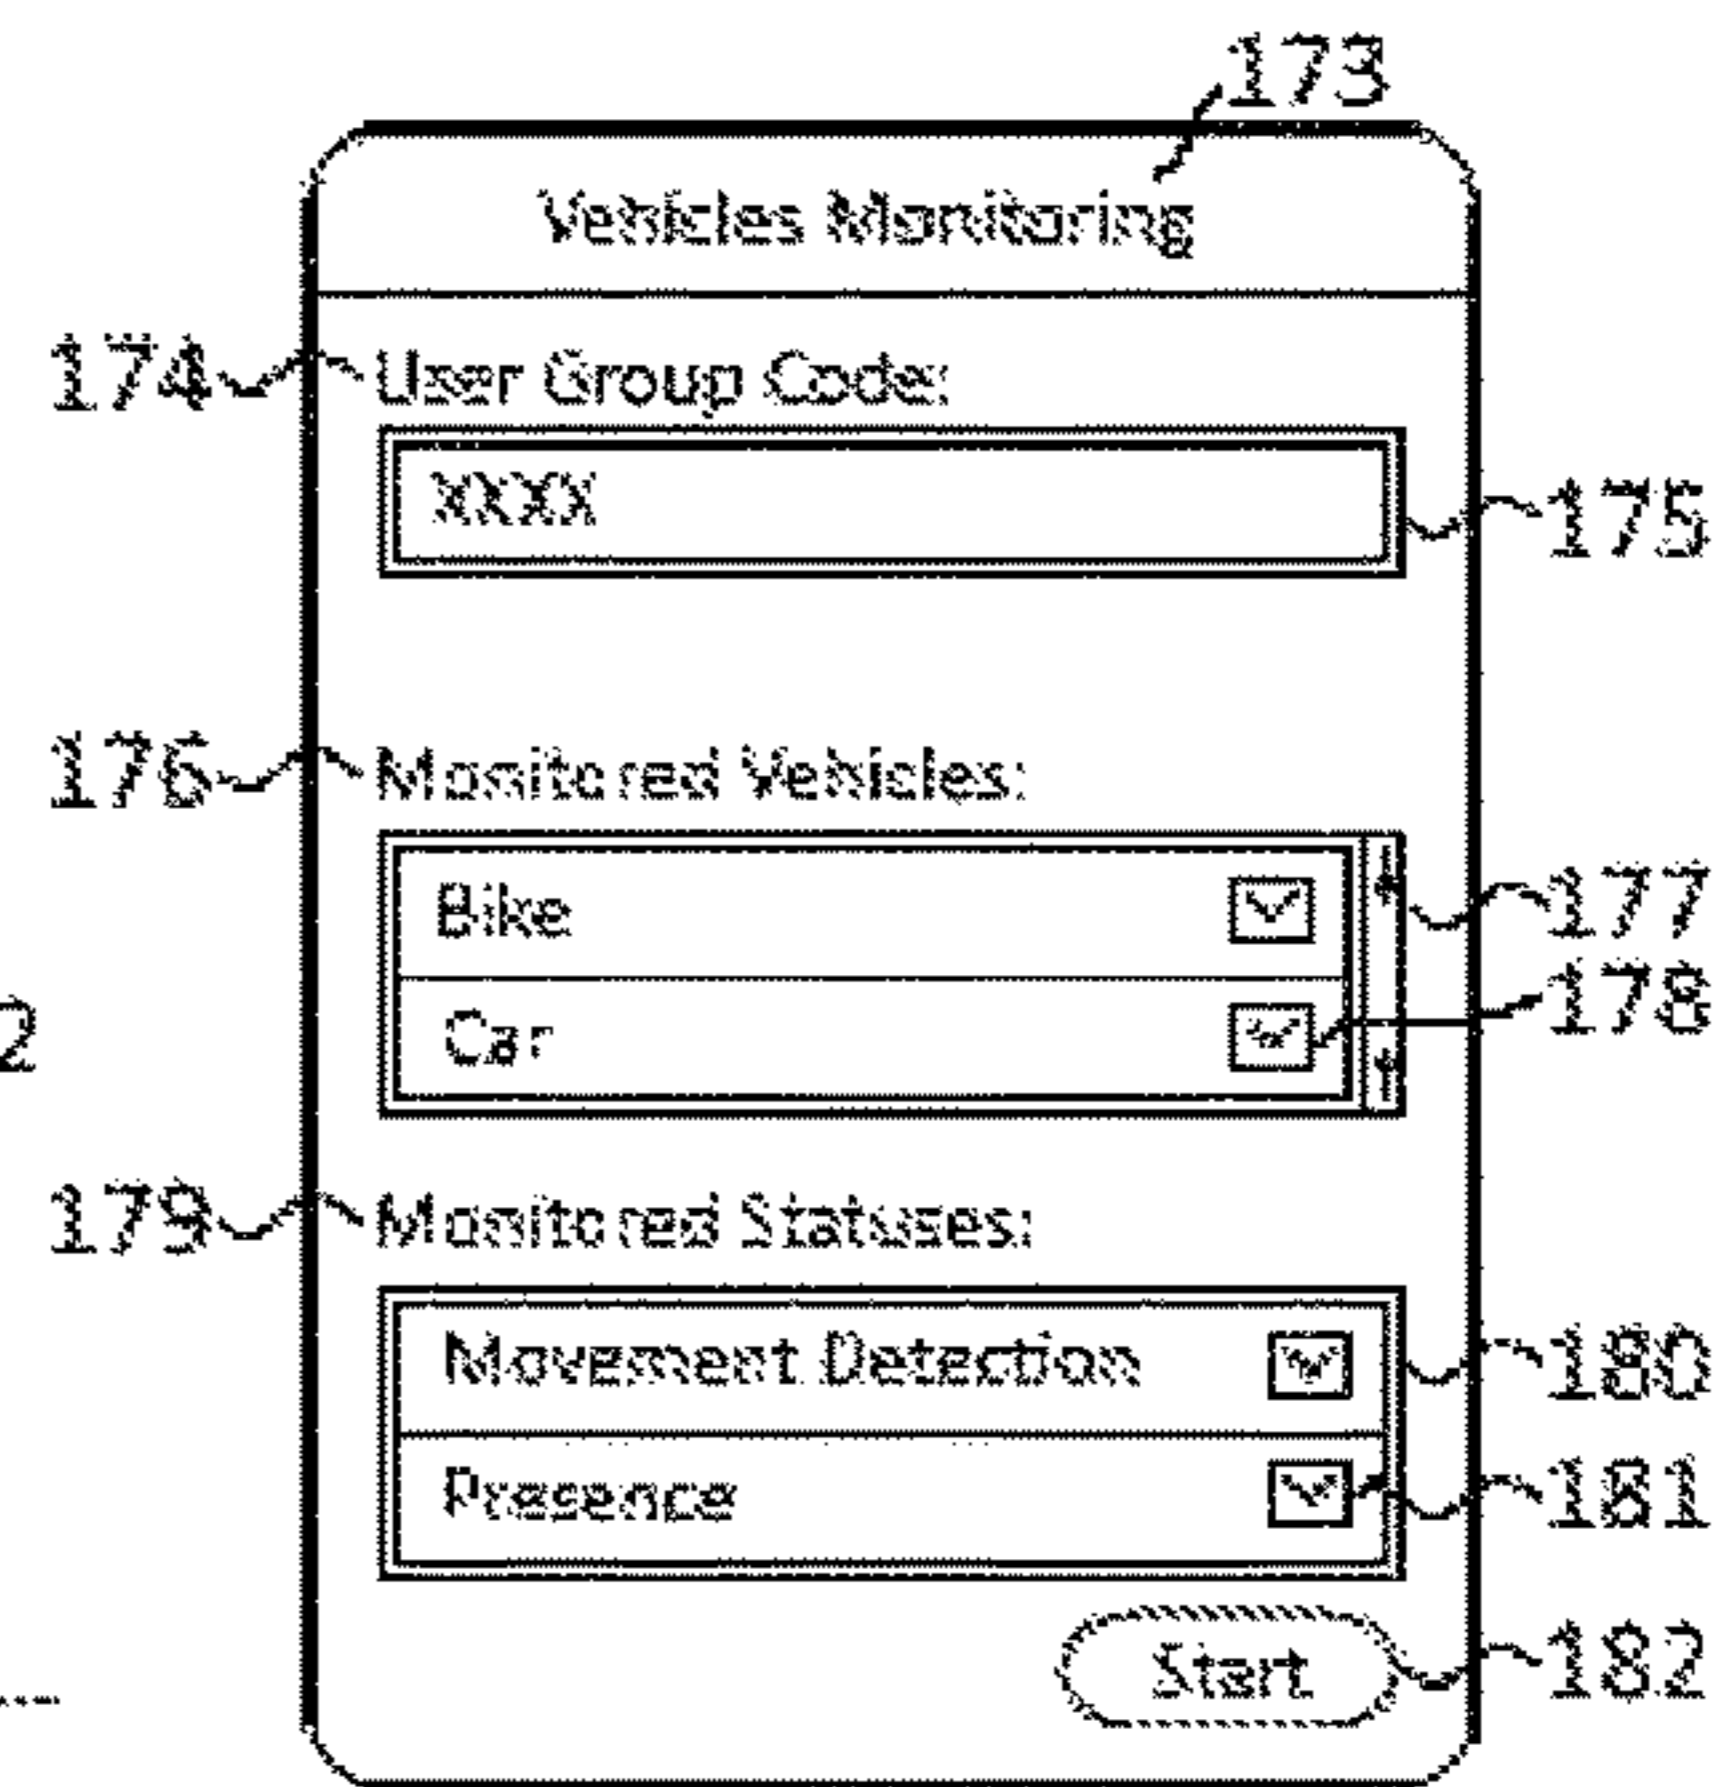 173
Vehicles Monitoring
174 User Group Code:
XXXX 175
176 Monitored Vehicles:
Bike 177
2 Car 178
179 Monitored Statuses:
Movement Detection 180
Presence 181
Start 182